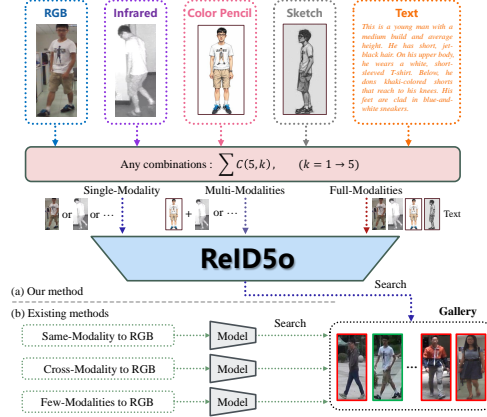 RGB
Infrared
Color Pencil
Sketch
Text
This is a young man with a
medium build and average
height. He has short, jet-
black hair. On his upper body,
he wears a white, short-
sleeved T-shirt. Below, he
dons khaki-colored shorts
that reach to his knees. His
feet are clad in blue-and-
white sneakers.
Any combinations : ∑ C(5, k) , (k = 1 → 5)
Single-Modality
Multi-Modalities
Full-Modalities
or
or ···
+
or ···
Text
ReID5o
Search
(a) Our method
(b) Existing methods
Gallery
Search
Same-Modality to RGB
Model
Cross-Modality to RGB
Model
Few-Modalities to RGB
Model
···